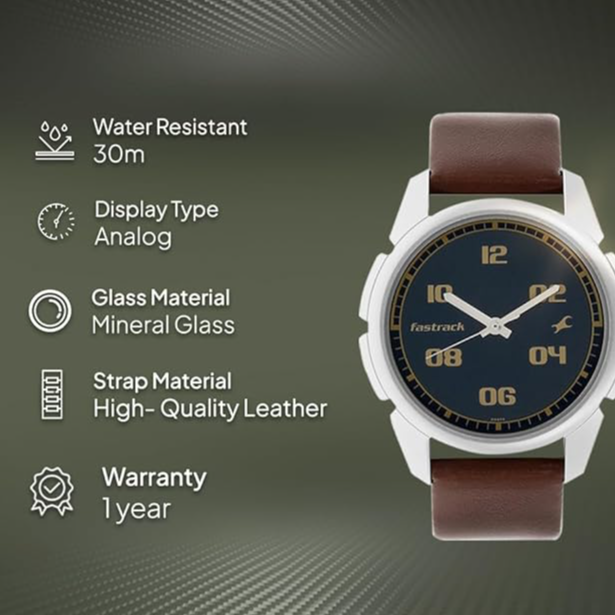 Water Resistant
30m
Display Type
Analog
Glass Material
Mineral Glass
Strap Material
High- Quality Leather
Warranty
1 year
12
10
02
fastrack
08
04
06